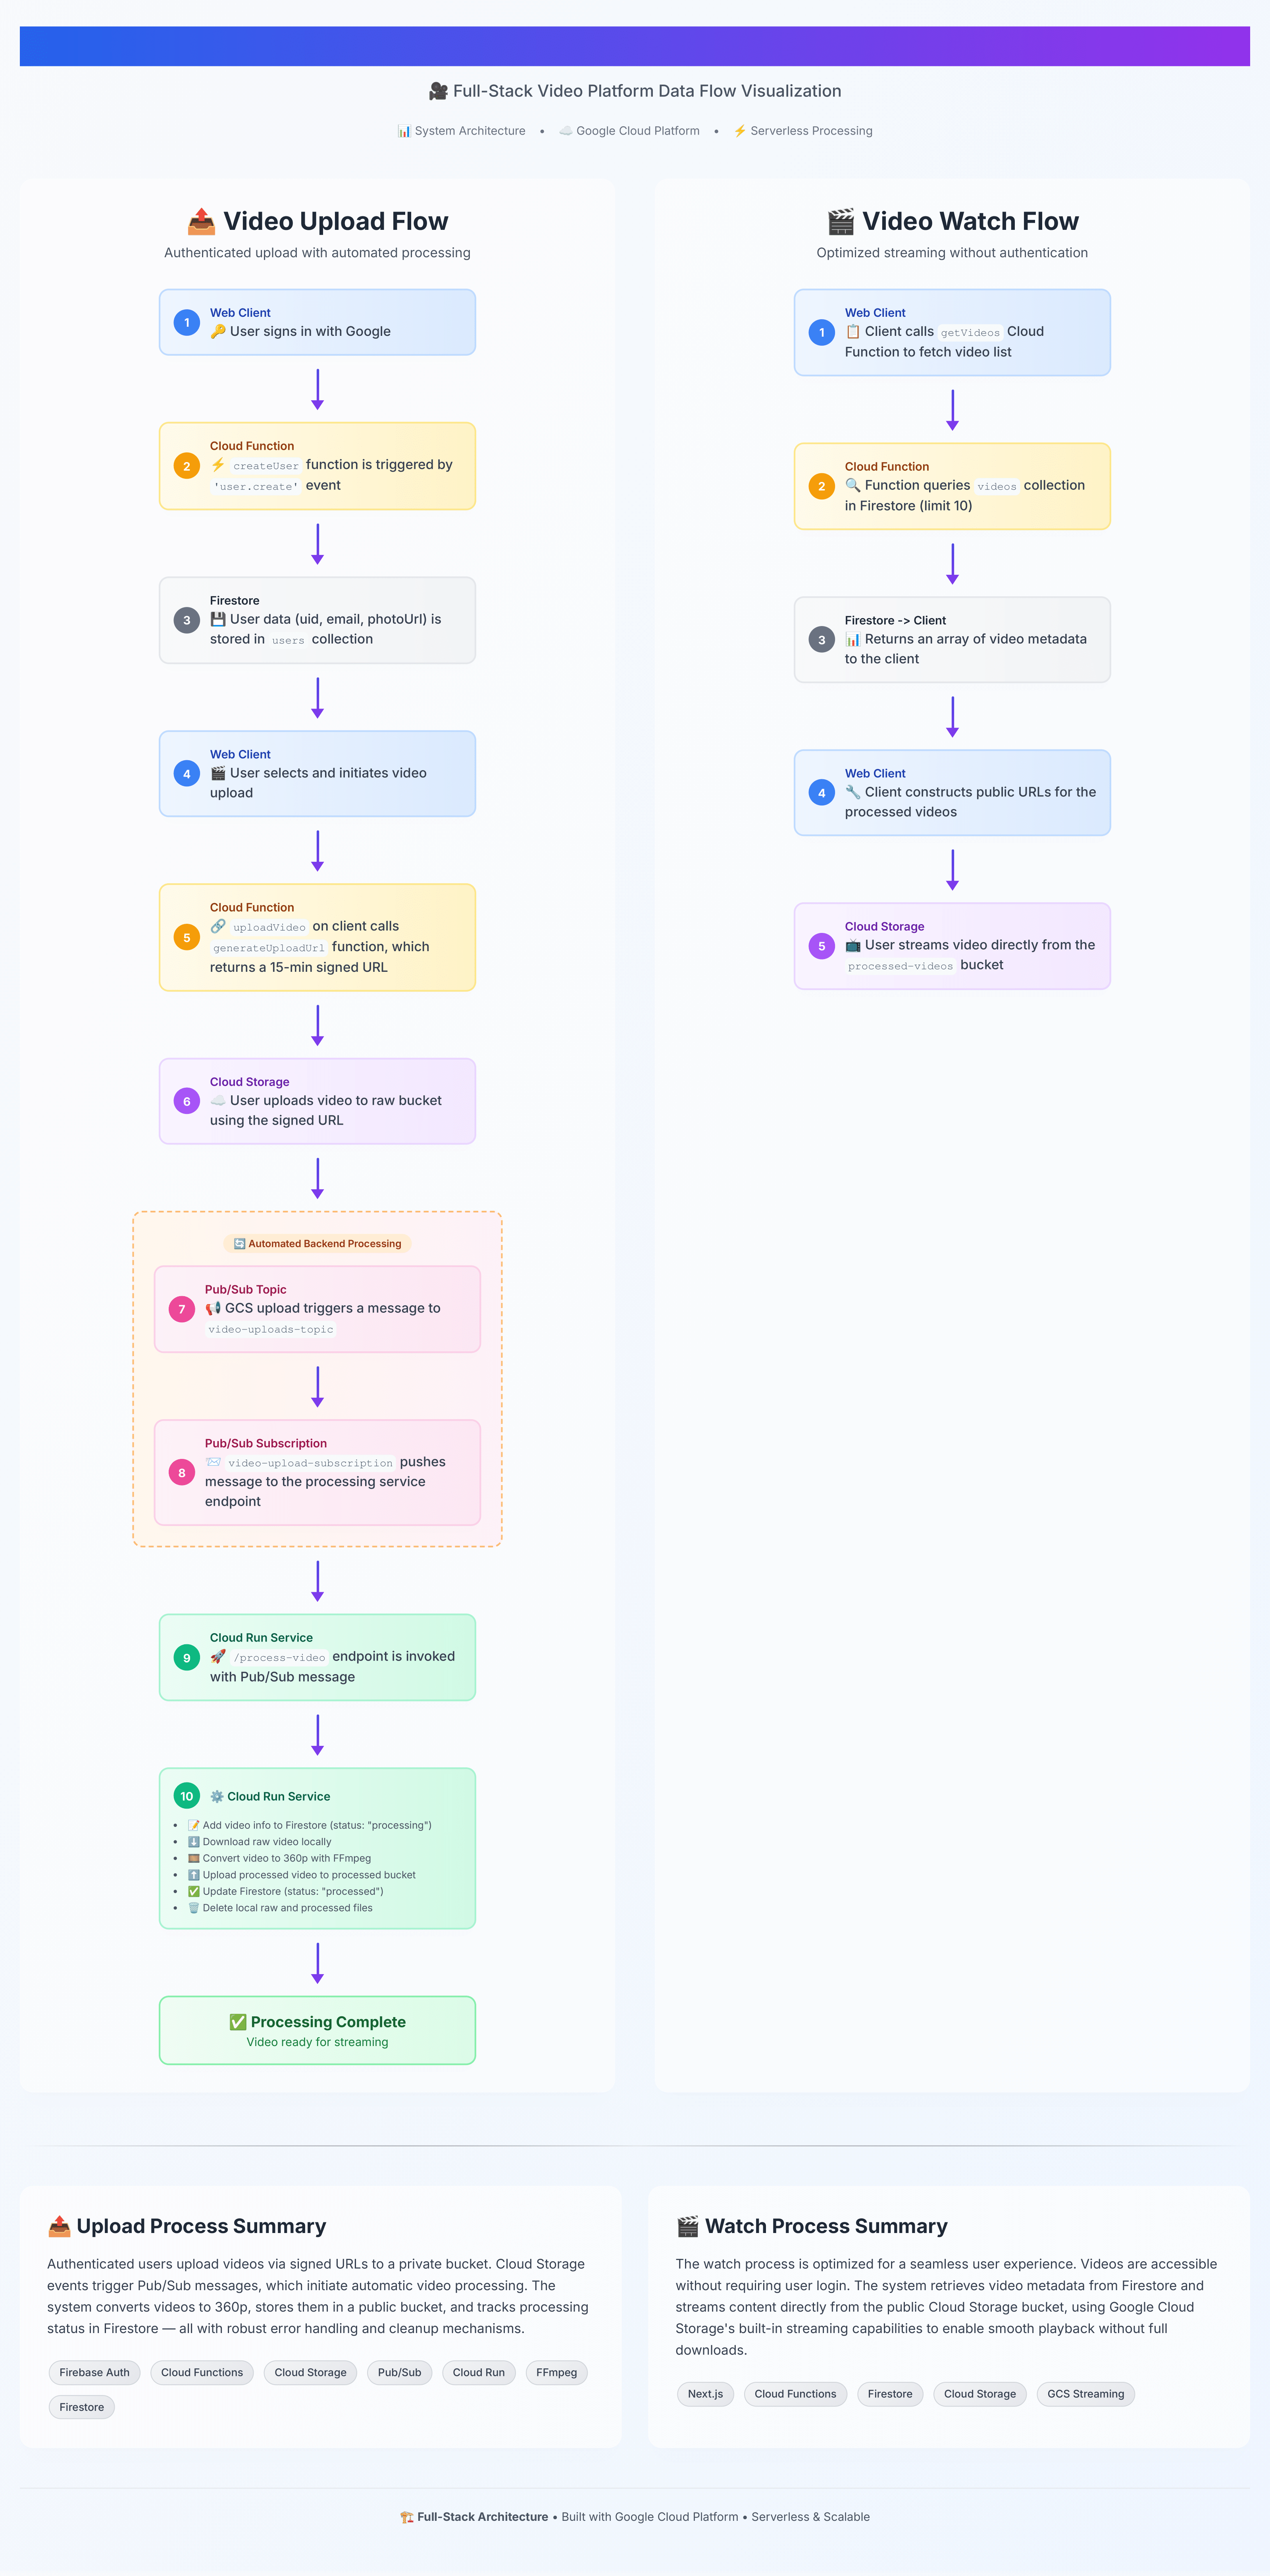 🎥 Full-Stack Video Platform Data Flow Visualization
📊 System Architecture • ☁️ Google Cloud Platform • ⚡ Serverless Processing
📤 Video Upload Flow
Authenticated upload with automated processing
1
Web Client
🔑 User signs in with Google
2
Cloud Function
⚡ createUser function is triggered by
'user.create' event
3
Firestore
💾 User data (uid, email, photoUrl) is
stored in users collection
4
Web Client
🎬 User selects and initiates video
upload
5
Cloud Function
🔗 uploadVideo on client calls
generateUploadUrl function, which
returns a 15-min signed URL
6
Cloud Storage
☁️ User uploads video to raw bucket
using the signed URL
🔄 Automated Backend Processing
7
Pub/Sub Topic
📢 GCS upload triggers a message to
video-uploads-topic
8
Pub/Sub Subscription
📨 video-upload-subscription pushes
message to the processing service
endpoint
9
Cloud Run Service
🚀 /process-video endpoint is invoked
with Pub/Sub message
10
⚙️ Cloud Run Service
• 📝 Add video info to Firestore (status: "processing")
• ⬇️ Download raw video locally
• 🎞️ Convert video to 360p with FFmpeg
• ⬆️ Upload processed video to processed bucket
• ✅ Update Firestore (status: "processed")
• 🗑️ Delete local raw and processed files
✅ Processing Complete
Video ready for streaming
🎬 Video Watch Flow
Optimized streaming without authentication
1
Web Client
📋 Client calls getVideos Cloud
Function to fetch video list
2
Cloud Function
🔍 Function queries videos collection
in Firestore (limit 10)
3
Firestore -> Client
📊 Returns an array of video metadata
to the client
4
Web Client
🔧 Client constructs public URLs for the
processed videos
5
Cloud Storage
📺 User streams video directly from the
processed-videos bucket
📤 Upload Process Summary
Authenticated users upload videos via signed URLs to a private bucket. Cloud Storage
events trigger Pub/Sub messages, which initiate automatic video processing. The
system converts videos to 360p, stores them in a public bucket, and tracks processing
status in Firestore — all with robust error handling and cleanup mechanisms.
Firebase Auth Cloud Functions Cloud Storage Pub/Sub Cloud Run FFmpeg
Firestore
🎬 Watch Process Summary
The watch process is optimized for a seamless user experience. Videos are accessible
without requiring user login. The system retrieves video metadata from Firestore and
streams content directly from the public Cloud Storage bucket, using Google Cloud
Storage's built-in streaming capabilities to enable smooth playback without full
downloads.
Next.js Cloud Functions Firestore Cloud Storage GCS Streaming
🏗️ Full-Stack Architecture • Built with Google Cloud Platform • Serverless & Scalable